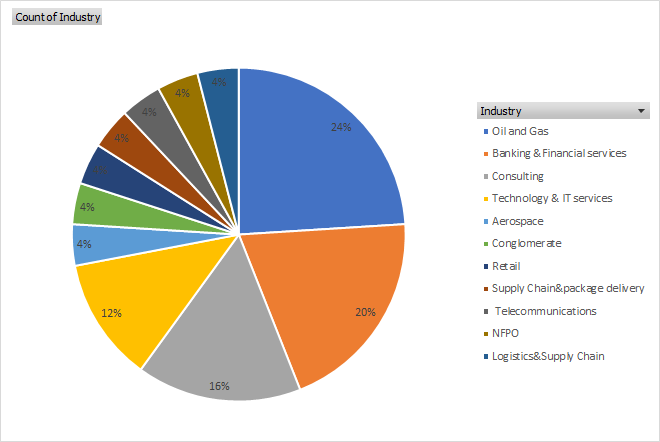 Count of Industry
4%
4%
4%
4%
4%
4%
4%
24%
20%
16%
12%
Industry
Oil and Gas
Banking & Financial services
Consulting
Technology & IT services
Aerospace
Conglomerate
Retail
Supply Chain&package delivery
Telecommunications
NFPO
Logistics&Supply Chain